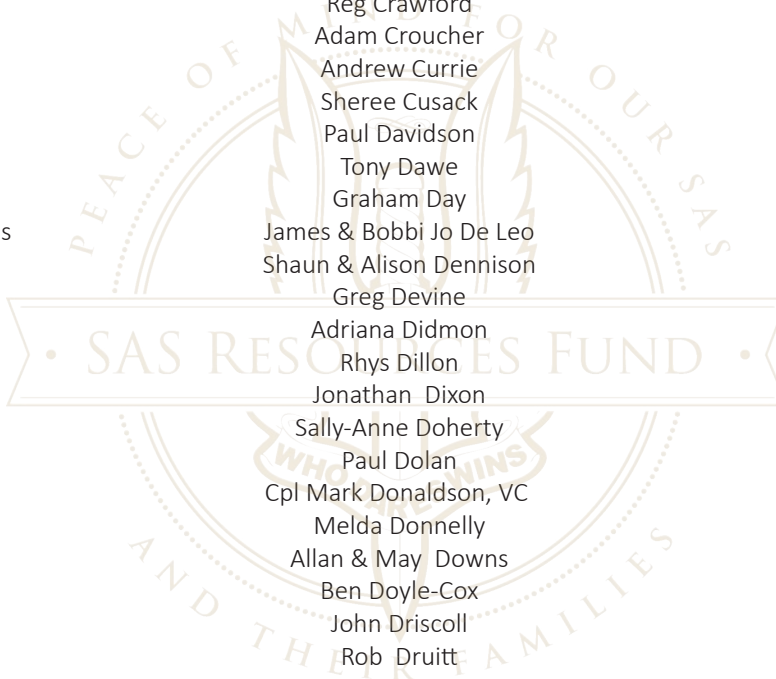 Reg Crawford
Adam Croucher
Andrew Currie
Sheree Cusack
Paul Davidson
Tony Dawe
Graham Day
s
James & Bobbi Jo De Leo
Shaun & Alison Dennison
Greg Devine
Adriana Didmon
Rhys Dillon
Jonathan  Dixon
Sally-Anne Doherty
Paul Dolan
Cpl Mark Donaldson, VC
Melda Donnelly
Allan & May  Downs
Ben Doyle-Cox
John Driscoll
Rob  Druitt
PEACE OF MIND FOR OUR SAS
• SAS RESOURCES FUND •
WHO DARES WINS
AND THEIR FAMILIES